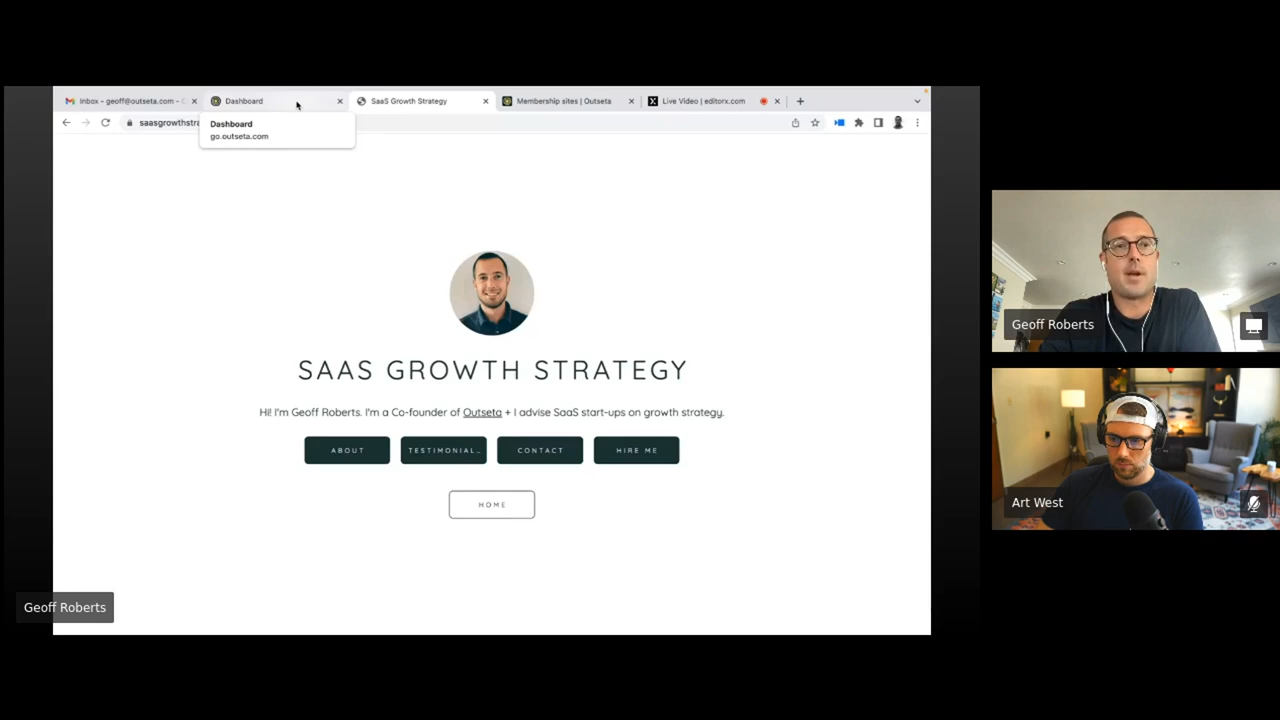 Inbox - geoff@outseta.com -
Dashboard
SaaS Growth Strategy
Membership sites | Outseta
Live Video | editorx.com
saasgrowthstra
Dashboard
go.outseta.com
SAAS GROWTH STRATEGY
Hi! I'm Geoff Roberts. I'm a Co-founder of Outseta + I advise SaaS start-ups on growth strategy.
ABOUT
TESTIMONIAL...
CONTACT
HIRE ME
HOME
Geoff Roberts
Geoff Roberts
Art West